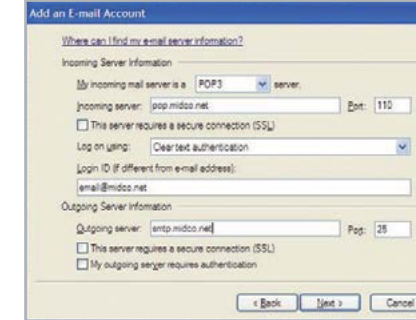 Add an E-mail Account
Where can I find my e-mail server information?
Incoming Server Information
My incoming mail server is a POP3 server.
Incoming server: pop.midco.net Port: 110
This server requires a secure connection (SSL)
Log on using: Clear text authentication
Login ID (if different from e-mail address):
email@midco.net
Outgoing Server Information
Outgoing server: smtp.midco.net Port: 25
This server requires a secure connection (SSL)
My outgoing server requires authentication
< Back Next > Cancel